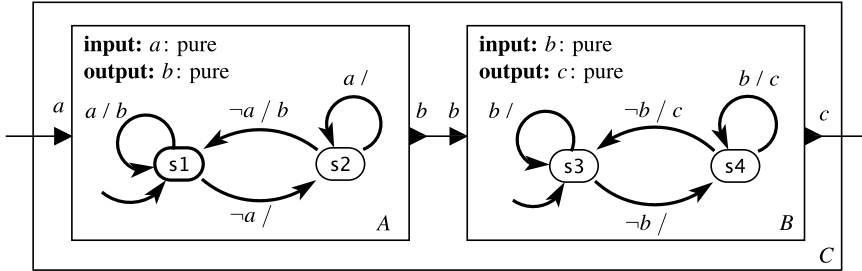 input: a: pure
output: b: pure
input: b: pure
output: c: pure
a
a / b
¬a / b
a /
b
b
b /
¬b / c
b / c
c
s1
s2
s3
s4
¬a /
A
¬b /
B
C